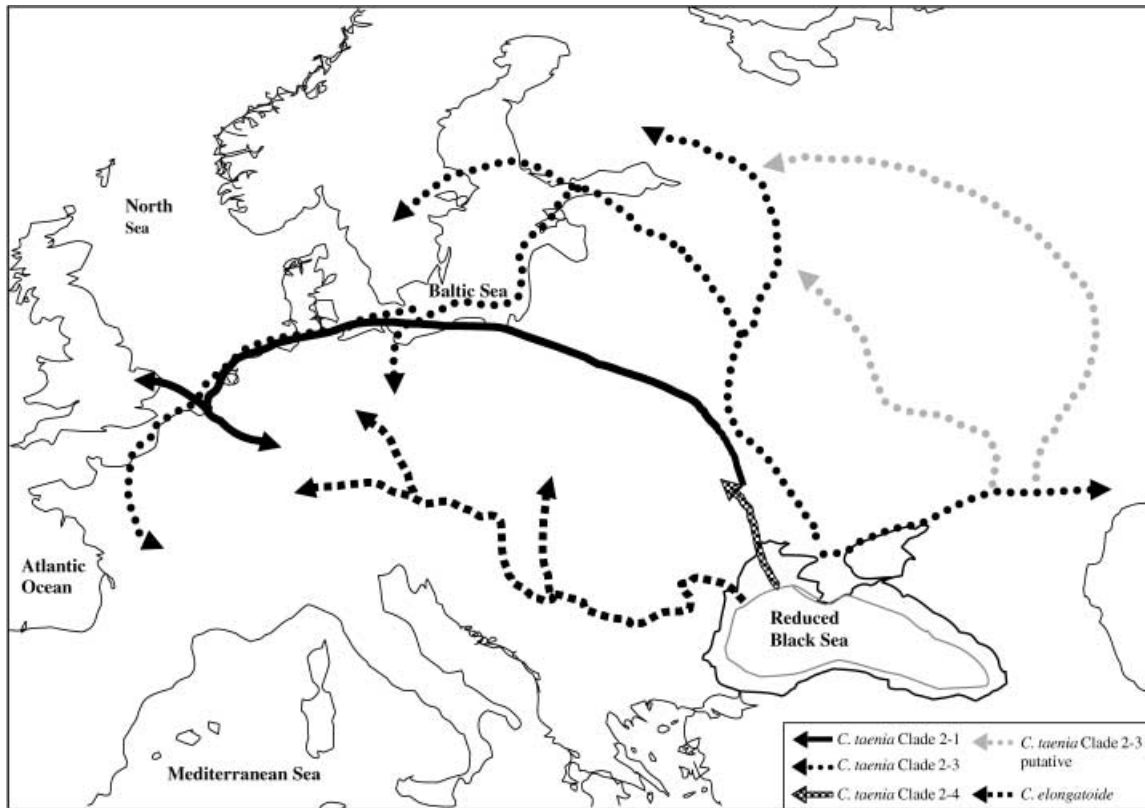 North
Sea
Baltic Sea
Atlantic
Ocean
Reduced
Black Sea
Mediterranean Sea
C. taenia Clade 2-1
C. taenia Clade 2-3
C. taenia Clade 2-4
C. taenia Clade 2-3
putative
C. elongatoide